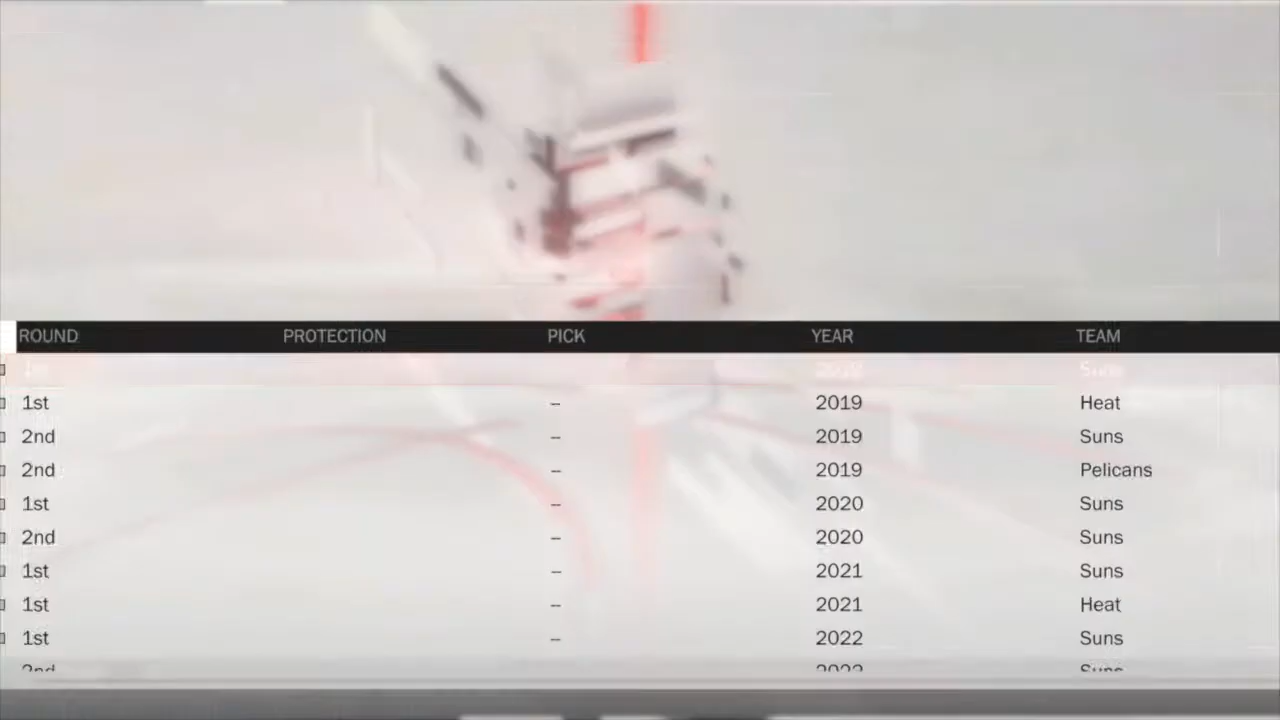 ROUND PROTECTION PICK YEAR TEAM
1st -- 2019 Heat
2nd -- 2019 Suns
2nd -- 2019 Pelicans
1st -- 2020 Suns
2nd -- 2020 Suns
1st -- 2021 Suns
1st -- 2021 Heat
1st -- 2022 Suns